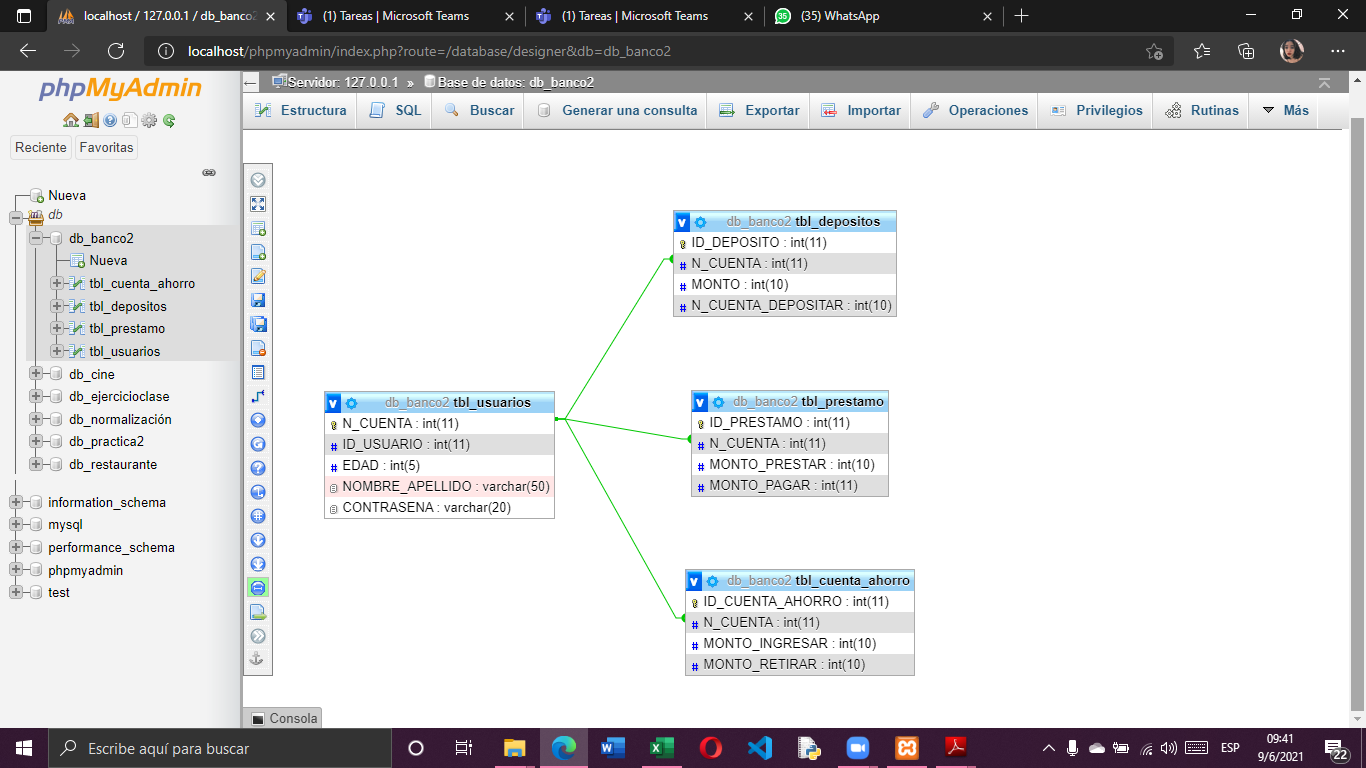 localhost / 127.0.0.1 / db_banco2
(1) Tareas | Microsoft Teams
(1) Tareas | Microsoft Teams
(35) WhatsApp
localhost/phpmyadmin/index.php?route=/database/designer&db=db_banco2
phpMyAdmin
Reciente
Favoritas
Nueva
db
db_banco2
Nueva
tbl_cuenta_ahorro
tbl_depositos
tbl_prestamo
tbl_usuarios
db_cine
db_ejercicioclase
db_normalización
db_practica2
db_restaurante
information_schema
mysql
performance_schema
phpmyadmin
test
Servidor: 127.0.0.1 » Base de datos: db_banco2
Estructura
SQL
Buscar
Generar una consulta
Exportar
Importar
Operaciones
Privilegios
Rutinas
Más
db_banco2 tbl_depositos
ID_DEPOSITO : int(11)
N_CUENTA : int(11)
MONTO : int(10)
N_CUENTA_DEPOSITAR : int(10)
db_banco2 tbl_usuarios
N_CUENTA : int(11)
ID_USUARIO : int(11)
EDAD : int(5)
NOMBRE_APELLIDO : varchar(50)
CONTRASENA : varchar(20)
db_banco2 tbl_prestamo
ID_PRESTAMO : int(11)
N_CUENTA : int(11)
MONTO_PRESTAR : int(10)
MONTO_PAGAR : int(11)
db_banco2 tbl_cuenta_ahorro
ID_CUENTA_AHORRO : int(11)
N_CUENTA : int(11)
MONTO_INGRESAR : int(10)
MONTO_RETIRAR : int(10)
Consola
Escribe aquí para buscar
ESP
09:41
9/6/2021
22